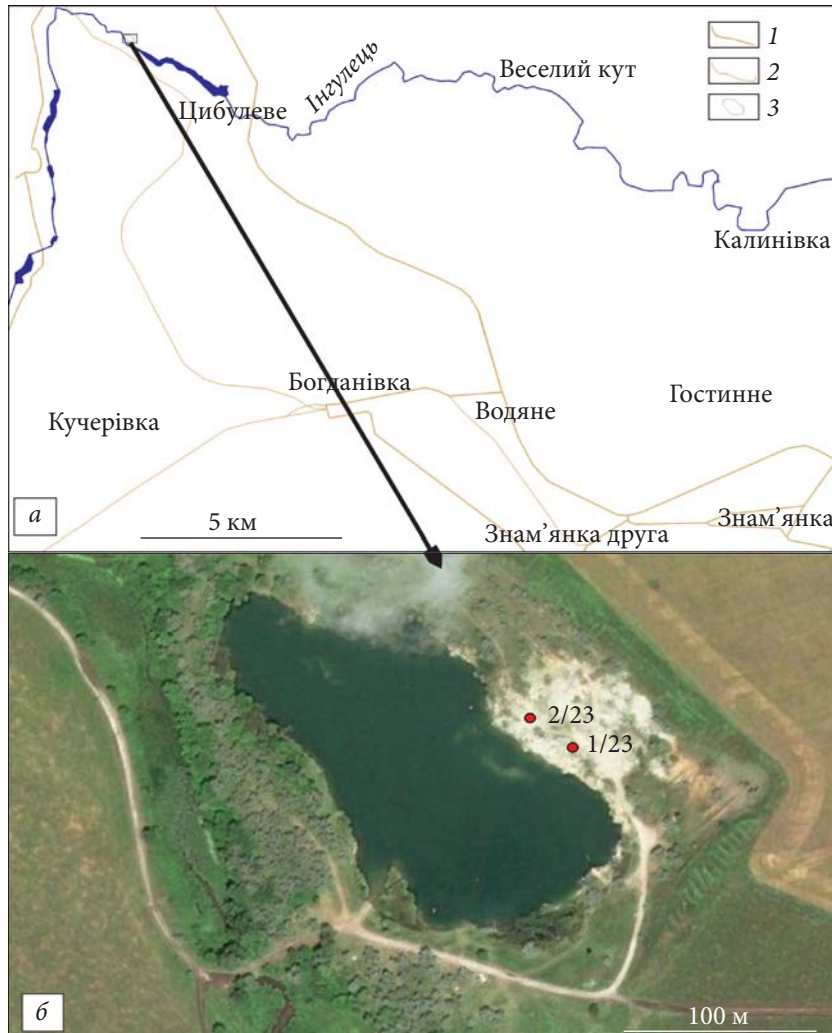 1
Інгулець
Веселий кут
2
Цибулеве
3
Калинівка
Богданівка
Гостинне
Водяне
Кучерівка
а
5 км
Знам’янка друга
Знам’янка
2/23
1/23
б
100 м